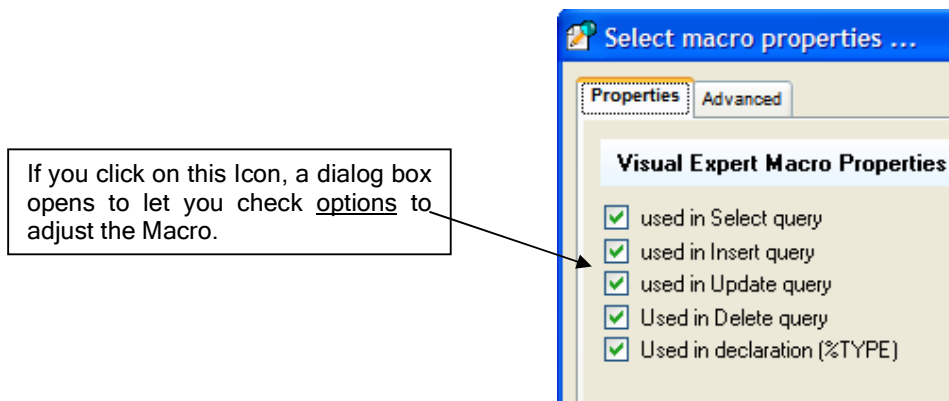 Select macro properties ...
Properties Advanced
Visual Expert Macro Properties
If you click on this Icon, a dialog box
opens to let you check options to
adjust the Macro.
used in Select query
used in Insert query
used in Update query
Used in Delete query
Used in declaration (%TYPE)